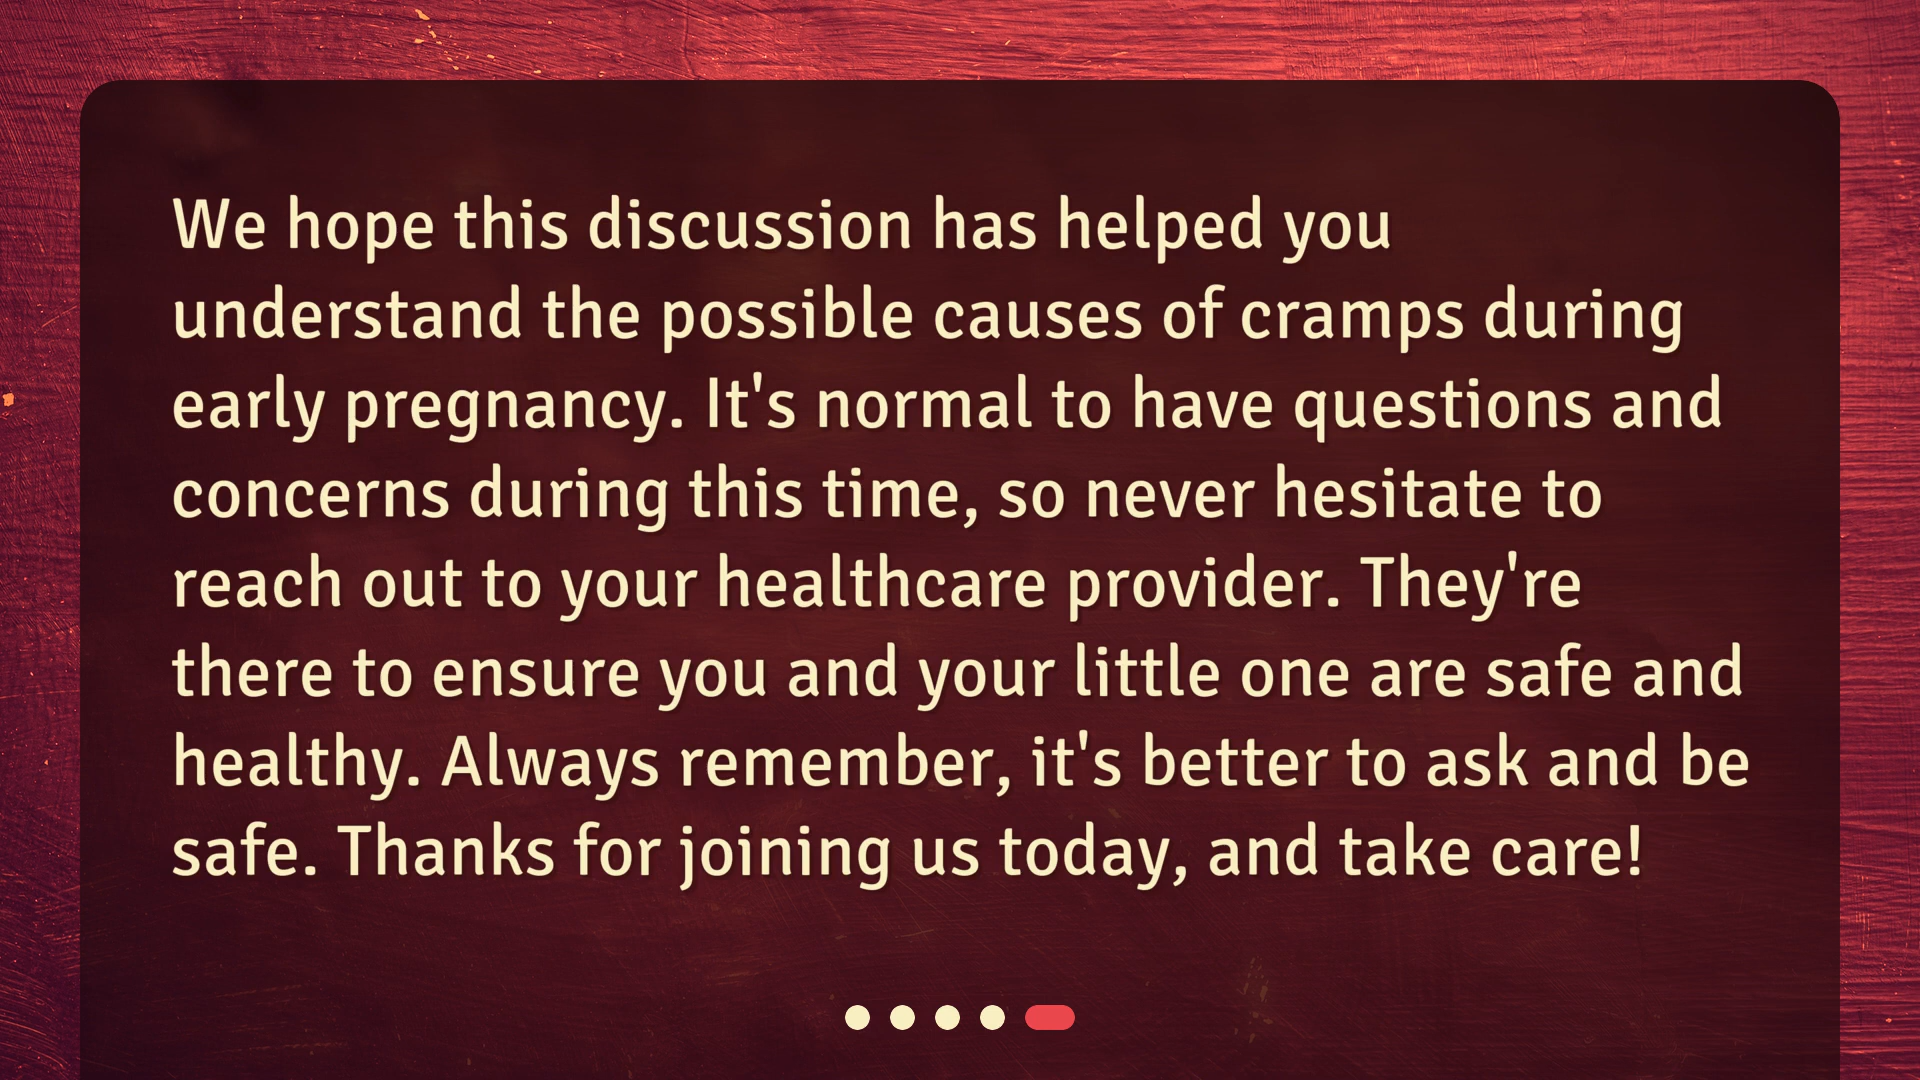 We hope this discussion has helped you
understand the possible causes of cramps during
early pregnancy. It's normal to have questions and
concerns during this time, so never hesitate to
reach out to your healthcare provider. They're
there to ensure you and your little one are safe and
healthy. Always remember, it's better to ask and be
safe. Thanks for joining us today, and take care!